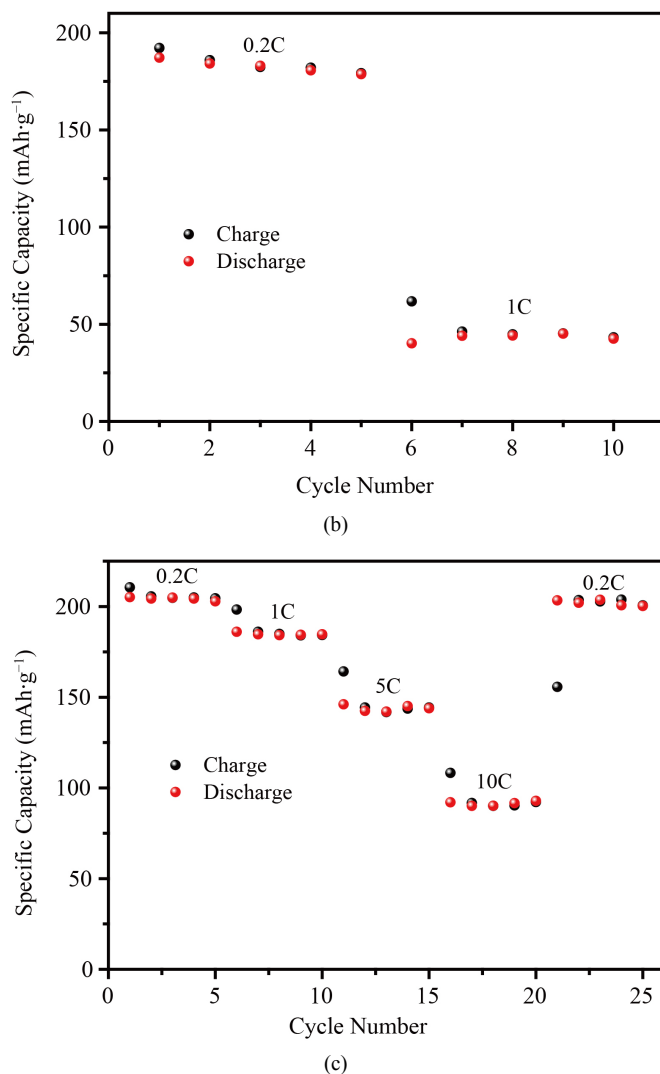 200
0.2C
150
100
Charge
Discharge
50
1C
0
0 2 4 6 8 10
Specific Capacity (mAh·g⁻¹)
Cycle Number
(b)
200
0.2C
0.2C
1C
150
5C
Charge
Discharge
100
10C
50
0
0 5 10 15 20 25
Specific Capacity (mAh·g⁻¹)
Cycle Number
(c)